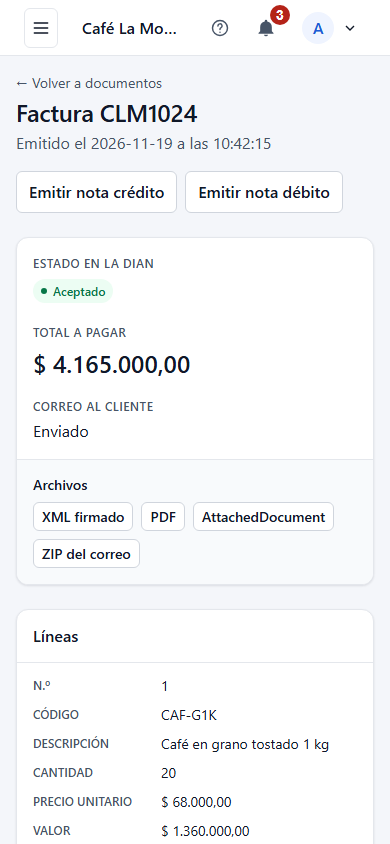 Café La Mo...
3
A
← Volver a documentos
Factura CLM1024
Emitido el 2026-11-19 a las 10:42:15
Emitir nota crédito
Emitir nota débito
ESTADO EN LA DIAN
Aceptado
TOTAL A PAGAR
$ 4.165.000,00
CORREO AL CLIENTE
Enviado
Archivos
XML firmado
PDF
AttachedDocument
ZIP del correo
Líneas
N.º 1
CÓDIGO CAF-G1K
DESCRIPCIÓN Café en grano tostado 1 kg
CANTIDAD 20
PRECIO UNITARIO $ 68.000,00
VALOR $ 1.360.000,00